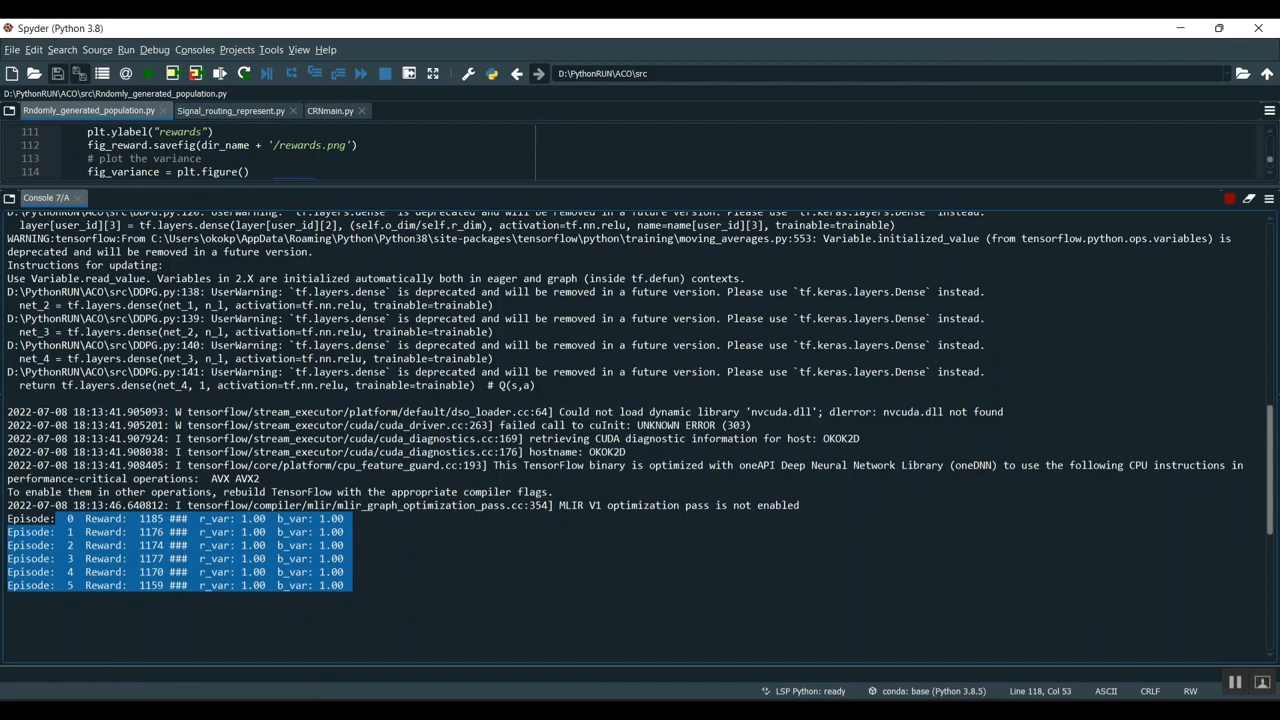 Spyder (Python 3.8)
File Edit Search Source Run Debug Consoles Projects Tools View Help
D:\PythonRUN\ACO\src
D:\PythonRUN\ACO\src\Rndomly_generated_population.py
Rndomly_generated_population.py Signal_routing_represent.py CRNmain.py
111 plt.ylabel("rewards")
112 fig_reward.savefig(dir_name + '/rewards.png')
113 # plot the variance
114 fig_variance = plt.figure()
Console 7/A
D:\PythonRUN\ACO\src\DDPG.py:120: UserWarning: `tf.layers.dense` is deprecated and will be removed in a future version. Please use `tf.keras.layers.Dense` instead.
layer[user_id][3] = tf.layers.dense(layer[user_id][2], (self.o_dim/self.r_dim), activation=tf.nn.relu, name=name[user_id][3], trainable=trainable)
WARNING:tensorflow:From C:\Users\okokp\AppData\Roaming\Python\Python38\site-packages\tensorflow\python\training\moving_averages.py:553: Variable.initialized_value (from tensorflow.python.ops.variables) is
deprecated and will be removed in a future version.
Instructions for updating:
Use Variable.read_value. Variables in 2.X are initialized automatically both in eager and graph (inside tf.defun) contexts.
D:\PythonRUN\ACO\src\DDPG.py:138: UserWarning: `tf.layers.dense` is deprecated and will be removed in a future version. Please use `tf.keras.layers.Dense` instead.
net_2 = tf.layers.dense(net_1, n_l, activation=tf.nn.relu, trainable=trainable)
D:\PythonRUN\ACO\src\DDPG.py:139: UserWarning: `tf.layers.dense` is deprecated and will be removed in a future version. Please use `tf.keras.layers.Dense` instead.
net_3 = tf.layers.dense(net_2, n_l, activation=tf.nn.relu, trainable=trainable)
D:\PythonRUN\ACO\src\DDPG.py:140: UserWarning: `tf.layers.dense` is deprecated and will be removed in a future version. Please use `tf.keras.layers.Dense` instead.
net_4 = tf.layers.dense(net_3, n_l, activation=tf.nn.relu, trainable=trainable)
D:\PythonRUN\ACO\src\DDPG.py:141: UserWarning: `tf.layers.dense` is deprecated and will be removed in a future version. Please use `tf.keras.layers.Dense` instead.
return tf.layers.dense(net_4, 1, activation=tf.nn.relu, trainable=trainable) # Q(s,a)
2022-07-08 18:13:41.905093: W tensorflow/stream_executor/platform/default/dso_loader.cc:64] Could not load dynamic library 'nvcuda.dll'; dlerror: nvcuda.dll not found
2022-07-08 18:13:41.905201: W tensorflow/stream_executor/cuda/cuda_driver.cc:263] failed call to cuInit: UNKNOWN ERROR (303)
2022-07-08 18:13:41.907924: I tensorflow/stream_executor/cuda/cuda_diagnostics.cc:169] retrieving CUDA diagnostic information for host: OKOK2D
2022-07-08 18:13:41.908038: I tensorflow/stream_executor/cuda/cuda_diagnostics.cc:176] hostname: OKOK2D
2022-07-08 18:13:41.908405: I tensorflow/core/platform/cpu_feature_guard.cc:193] This TensorFlow binary is optimized with oneAPI Deep Neural Network Library (oneDNN) to use the following CPU instructions in
performance-critical operations: AVX AVX2
To enable them in other operations, rebuild TensorFlow with the appropriate compiler flags.
2022-07-08 18:13:46.640812: I tensorflow/compiler/mlir/mlir_graph_optimization_pass.cc:354] MLIR V1 optimization pass is not enabled
Episode: 0 Reward: 1185 ### r_var: 1.00 b_var: 1.00
Episode: 1 Reward: 1176 ### r_var: 1.00 b_var: 1.00
Episode: 2 Reward: 1174 ### r_var: 1.00 b_var: 1.00
Episode: 3 Reward: 1177 ### r_var: 1.00 b_var: 1.00
Episode: 4 Reward: 1170 ### r_var: 1.00 b_var: 1.00
Episode: 5 Reward: 1159 ### r_var: 1.00 b_var: 1.00
LSP Python: ready conda: base (Python 3.8.5) Line 118, Col 53 ASCII CRLF RW